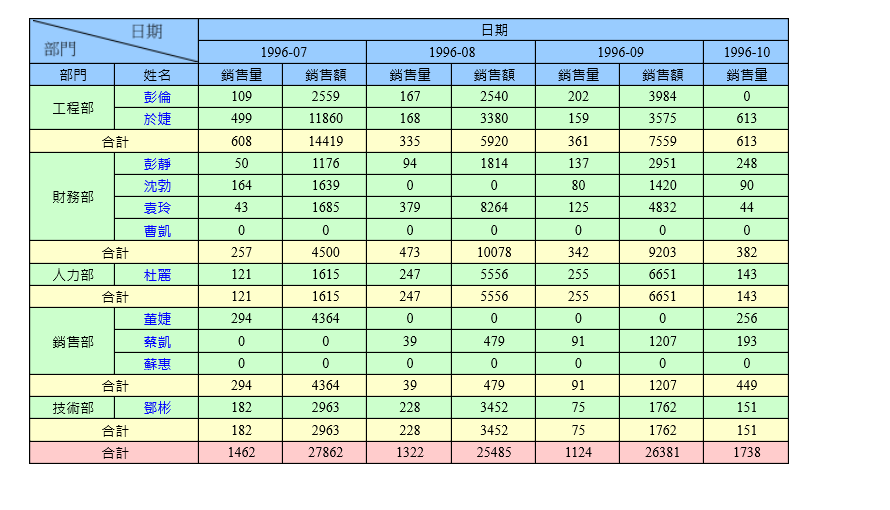 日期
部門
日期
1996-07 1996-08 1996-09 1996-10
部門 姓名 銷售量 銷售額 銷售量 銷售額 銷售量 銷售額 銷售量
工程部 彭倫 109 2559 167 2540 202 3984 0
於婕 499 11860 168 3380 159 3575 613
合計 608 14419 335 5920 361 7559 613
財務部 彭靜 50 1176 94 1814 137 2951 248
沈勃 164 1639 0 0 80 1420 90
袁玲 43 1685 379 8264 125 4832 44
曹凱 0 0 0 0 0 0 0
合計 257 4500 473 10078 342 9203 382
人力部 杜麗 121 1615 247 5556 255 6651 143
合計 121 1615 247 5556 255 6651 143
銷售部 董婕 294 4364 0 0 0 0 256
蔡凱 0 0 39 479 91 1207 193
蘇惠 0 0 0 0 0 0 0
合計 294 4364 39 479 91 1207 449
技術部 鄧彬 182 2963 228 3452 75 1762 151
合計 182 2963 228 3452 75 1762 151
合計 1462 27862 1322 25485 1124 26381 1738